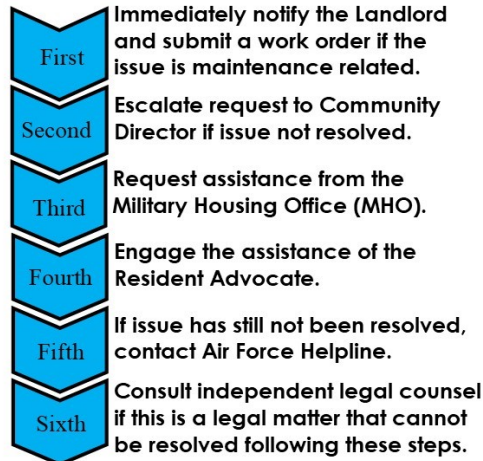 First
Immediately notify the Landlord
and submit a work order if the
issue is maintenance related.
Second
Escalate request to Community
Director if issue not resolved.
Third
Request assistance from the
Military Housing Office (MHO).
Fourth
Engage the assistance of the
Resident Advocate.
Fifth
If issue has still not been resolved,
contact Air Force Helpline.
Sixth
Consult independent legal counsel
if this is a legal matter that cannot
be resolved following these steps.